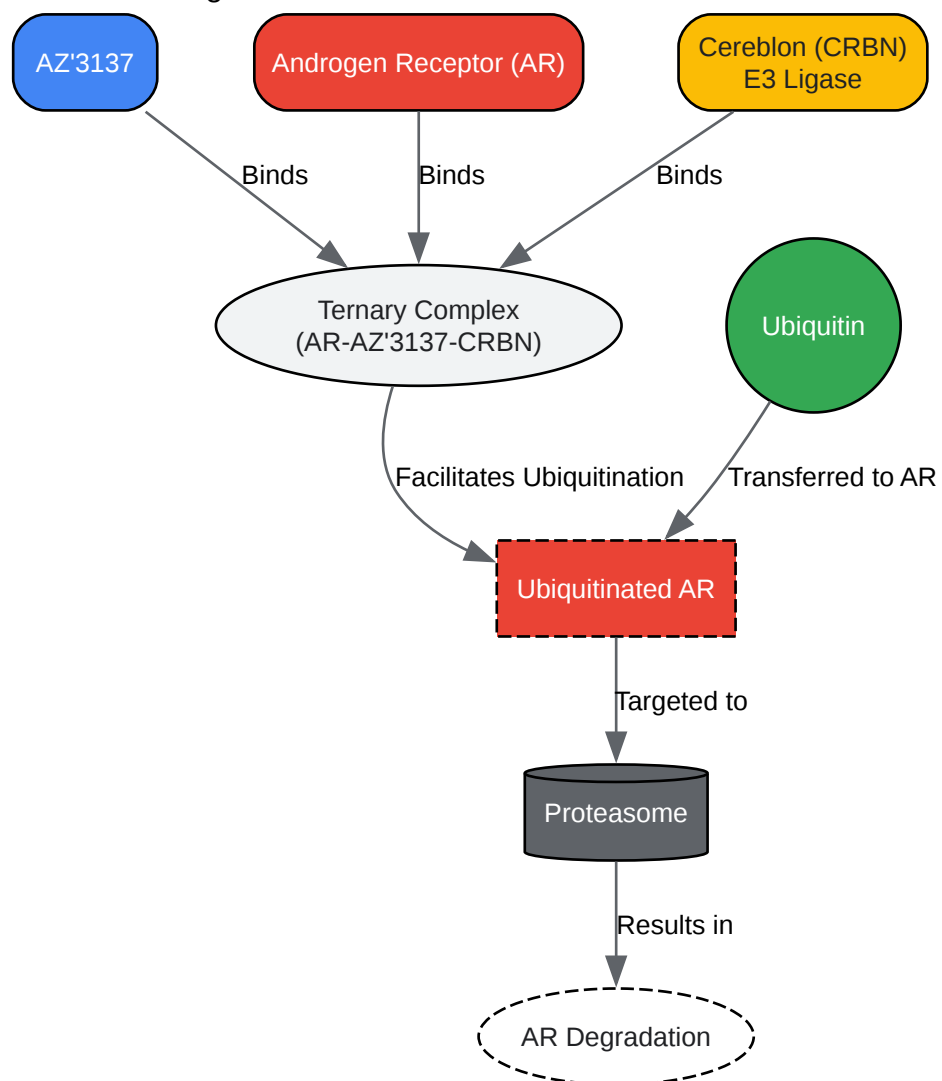 AZ'3137
Androgen Receptor (AR)
Cereblon (CRBN)
E3 Ligase
Binds
Binds
Binds
Ternary Complex
(AR-AZ'3137-CRBN)
Ubiquitin
Facilitates Ubiquitination
Transferred to AR
Ubiquitinated AR
Targeted to
Proteasome
Results in
AR Degradation